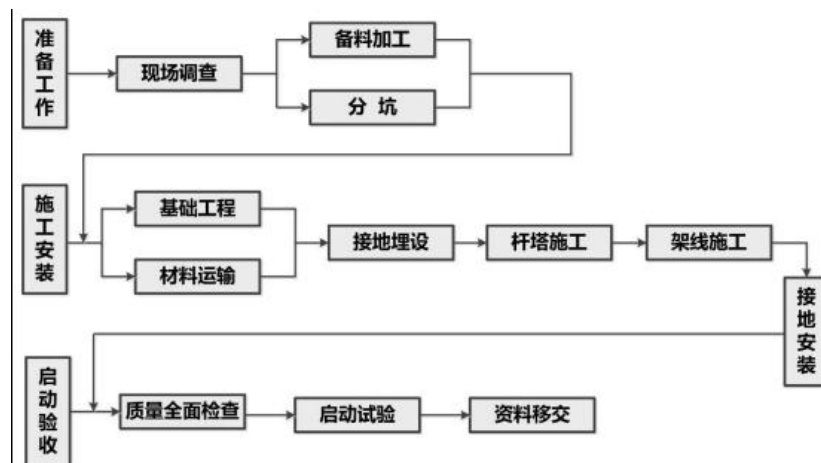 准备工作
现场调查
备料加工
分 坑
施工安装
基础工程
材料运输
接地埋设
杆塔施工
架线施工
接地安装
启动验收
质量全面检查
启动试验
资料移交